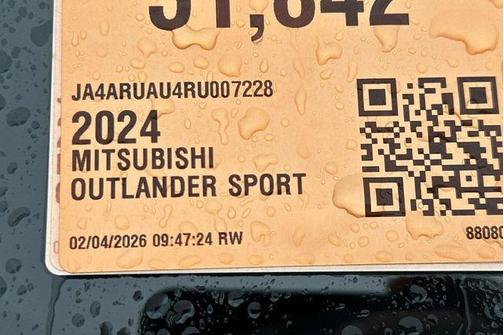 JA4ARUAU4RU007228
2024
MITSUBISHI
OUTLANDER SPORT
02/04/2026 09:47:24 RW